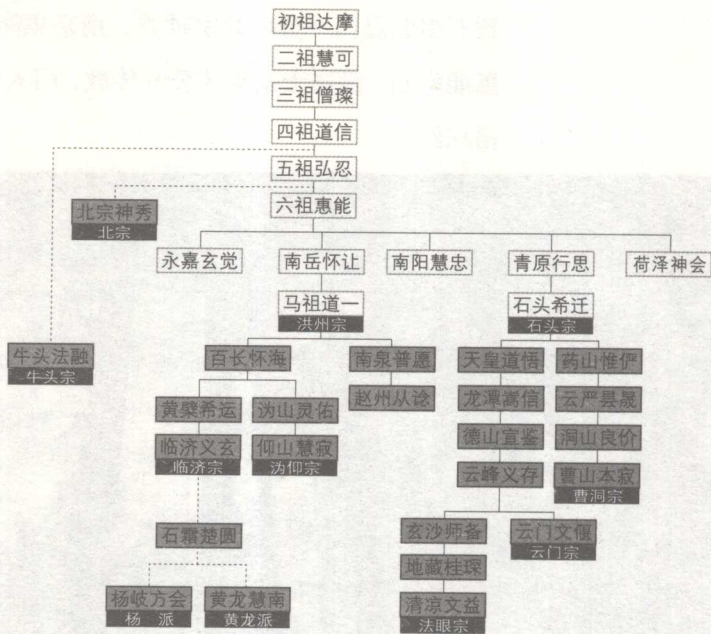 初祖达摩
二祖慧可
三祖僧璨
四祖道信
五祖弘忍
北宗神秀
北宗
六祖惠能
永嘉玄觉 南岳怀让 南阳慧忠 青原行思 荷泽神会
马祖道一 石头希迁
洪州宗 石头宗
牛头法融 百长怀海 南泉普愿 天皇道悟 药山惟俨
牛头宗
黄檗希运 沩山灵佑 赵州从谂 龙潭嵩信 云严昙晟
临济义玄 仰山慧寂 德山宣鉴 洞山良价
临济宗 沩仰宗
云峰义存 曹山本寂
曹洞宗
石霜楚圆 玄沙师备 云门文偃
云门宗
地藏桂琛
杨岐方会 黄龙慧南 清凉文益
杨 派 黄龙派 法眼宗